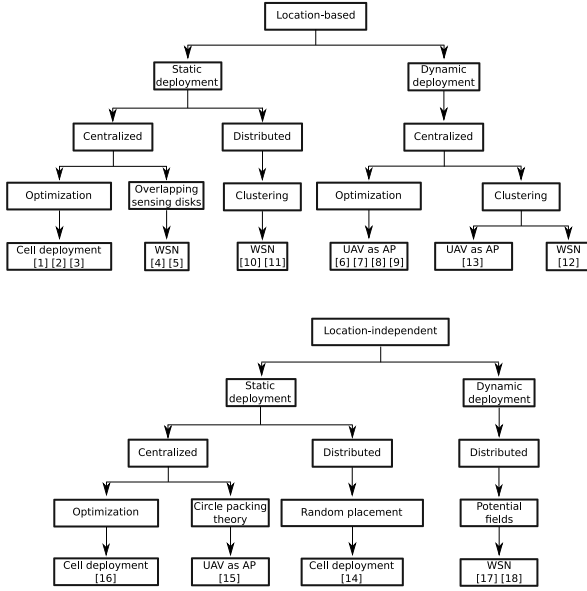 Location-based
Static
deployment
Dynamic
deployment
Centralized
Distributed
Centralized
Optimization
Overlapping
sensing disks
Clustering
Optimization
Clustering
Cell deployment
[1] [2] [3]
WSN
[4] [5]
WSN
[10] [11]
UAV as AP
[6] [7] [8] [9]
UAV as AP
[13]
WSN
[12]
Location-independent
Static
deployment
Dynamic
deployment
Centralized
Distributed
Distributed
Optimization
Circle packing
theory
Random placement
Potential
fields
Cell deployment
[16]
UAV as AP
[15]
Cell deployment
[14]
WSN
[17] [18]